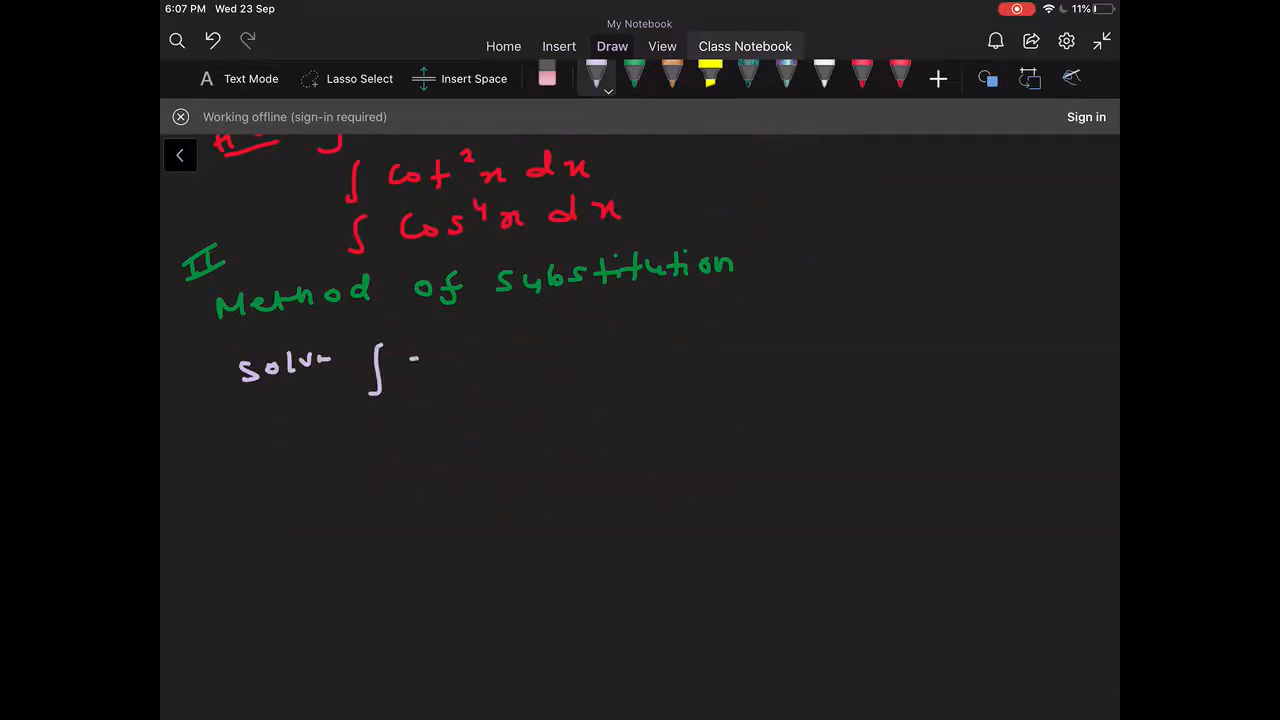 6:07 PM Wed 23 Sep
11%
My Notebook
Home Insert Draw View Class Notebook
Text Mode Lasso Select Insert Space
Working offline (sign-in required) Sign in
∫ Cot²x dx
∫ Cos⁴x dx
II
Method of substitution
Solve ∫